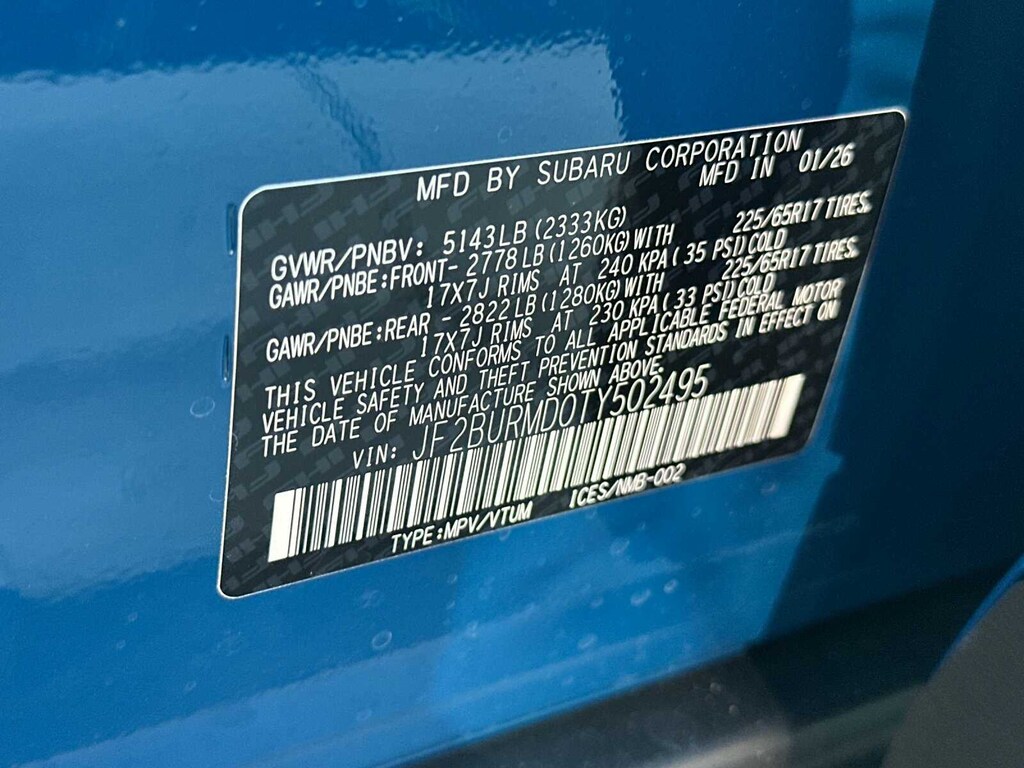 MFD BY SUBARU CORPORATION
MFD IN 01/26
GVWR/PNBV: 5143LB(2333KG)
GAWR/PNBE:FRONT- 2778LB(1260KG)WITH 225/65R17 TIRES.
17X7J RIMS AT 240 KPA(35 PSI)COLD
GAWR/PNBE:REAR - 2822LB(1280KG)WITH 225/65R17 TIRES.
17X7J RIMS AT 230 KPA(33 PSI)COLD
THIS VEHICLE CONFORMS TO ALL APPLICABLE FEDERAL MOTOR
VEHICLE SAFETY AND THEFT PREVENTION STANDARDS IN EFFECT ON
THE DATE OF MANUFACTURE SHOWN ABOVE.
VIN: JF2BURMD0TY502495
TYPE:MPV/VTUM ICES/NMB-002